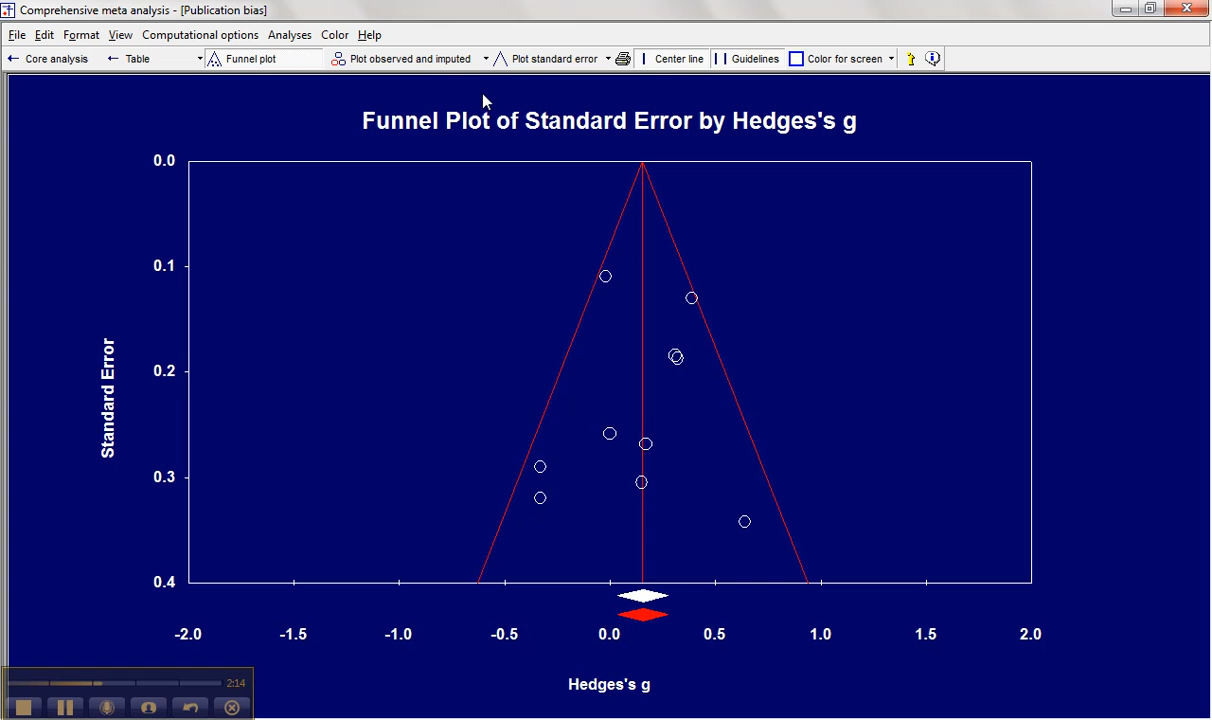 Comprehensive meta analysis - [Publication bias]
File Edit Format View Computational options Analyses Color Help
Core analysis Table Funnel plot Plot observed and imputed Plot standard error Center line Guidelines Color for screen
Funnel Plot of Standard Error by Hedges's g
0.0
0.1
0.2
0.3
0.4
Standard Error
-2.0 -1.5 -1.0 -0.5 0.0 0.5 1.0 1.5 2.0
Hedges's g
2:14